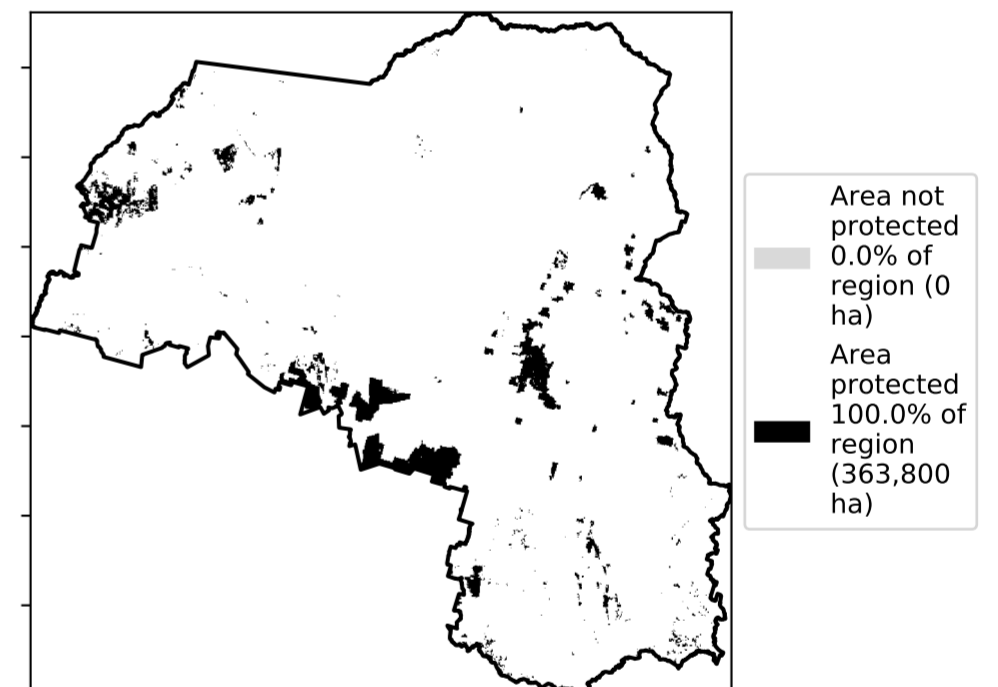 Area not
protected
0.0% of
region (0
ha)
Area
protected
100.0% of
region
(363,800
ha)